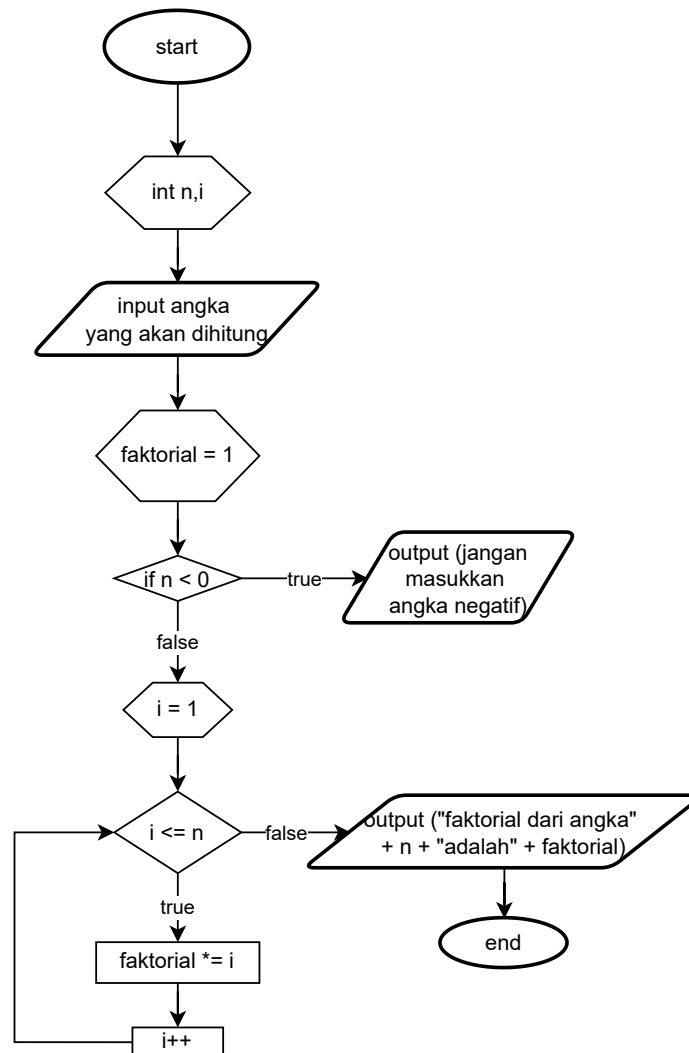 start
int n,i
input angka
yang akan dihitung
faktorial = 1
if n < 0
true
output (jangan
masukkan
angka negatif)
false
i = 1
i <= n
false
output ("faktorial dari angka"
+ n + "adalah" + faktorial)
true
end
faktorial *= i
i++